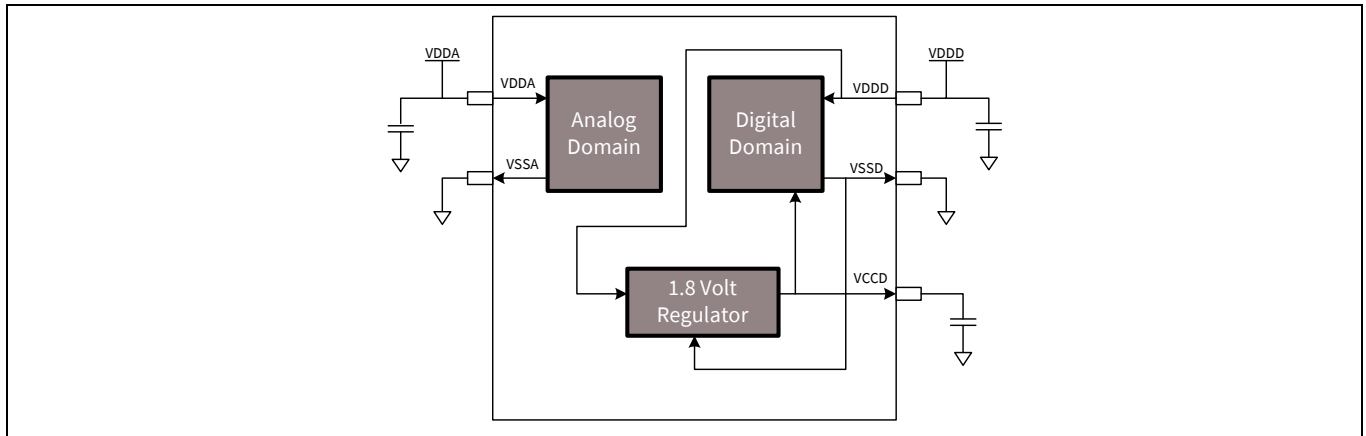 VDDA
VDDD
VDDA
VDDD
Analog
Domain
Digital
Domain
VSSA
VSSD
1.8 Volt
Regulator
VCCD